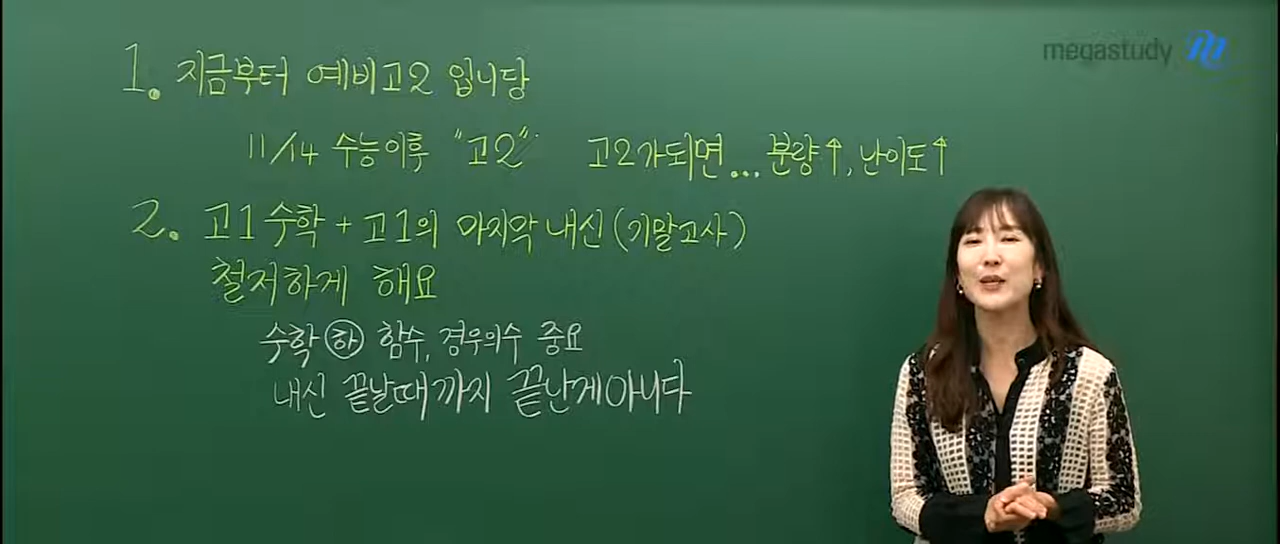 megastudy
1. 지금부터 예비고2 입니당
11/14 수능이후 "고2" 고2가되면... 분량↑, 난이도↑
2. 고1수학 + 고1의 마지막 내신 (기말고사)
철저하게 해요
수학 ㉻ 함수, 경우의수 중요
내신 끝날때까지 끝난게아니다